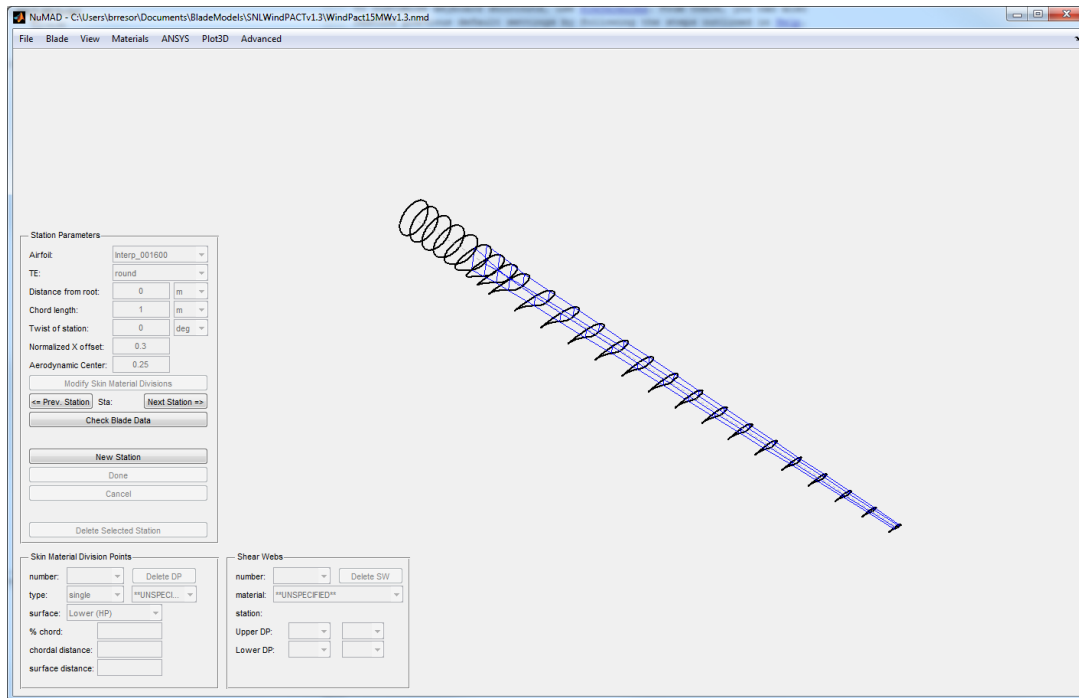 NuMAD - C:\Users\brresor\Documents\BladeModels\SNLWindPACTv1.3\WindPact15MWv1.3.nmd
File Blade View Materials ANSYS Plot3D Advanced
Station Parameters
Airfoil: Interp_001600
TE: round
Distance from root: 0 m
Chord length: 1 m
Twist of station: 0 deg
Normalized X offset: 0.3
Aerodynamic Center: 0.25
Modify Skin Material Divisions
<= Prev. Station Sta: Next Station =>
Check Blade Data
New Station
Done
Cancel
Delete Selected Station
Skin Material Division Points
number: Delete DP
type: single **UNSPECI...
surface: Lower (HP)
% chord:
chordal distance:
surface distance:
Shear Webs
number: Delete SW
material: **UNSPECIFIED**
station:
Upper DP:
Lower DP: